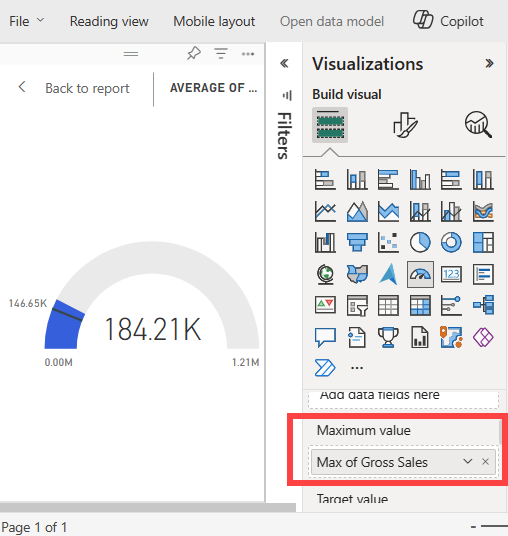 File Reading view Mobile layout Open data model Copilot
Back to report AVERAGE OF ...
146.65K
184.21K
0.00M 1.21M
Filters
Visualizations
Build visual
123
Add data fields here
Maximum value
Max of Gross Sales
Target value
Page 1 of 1